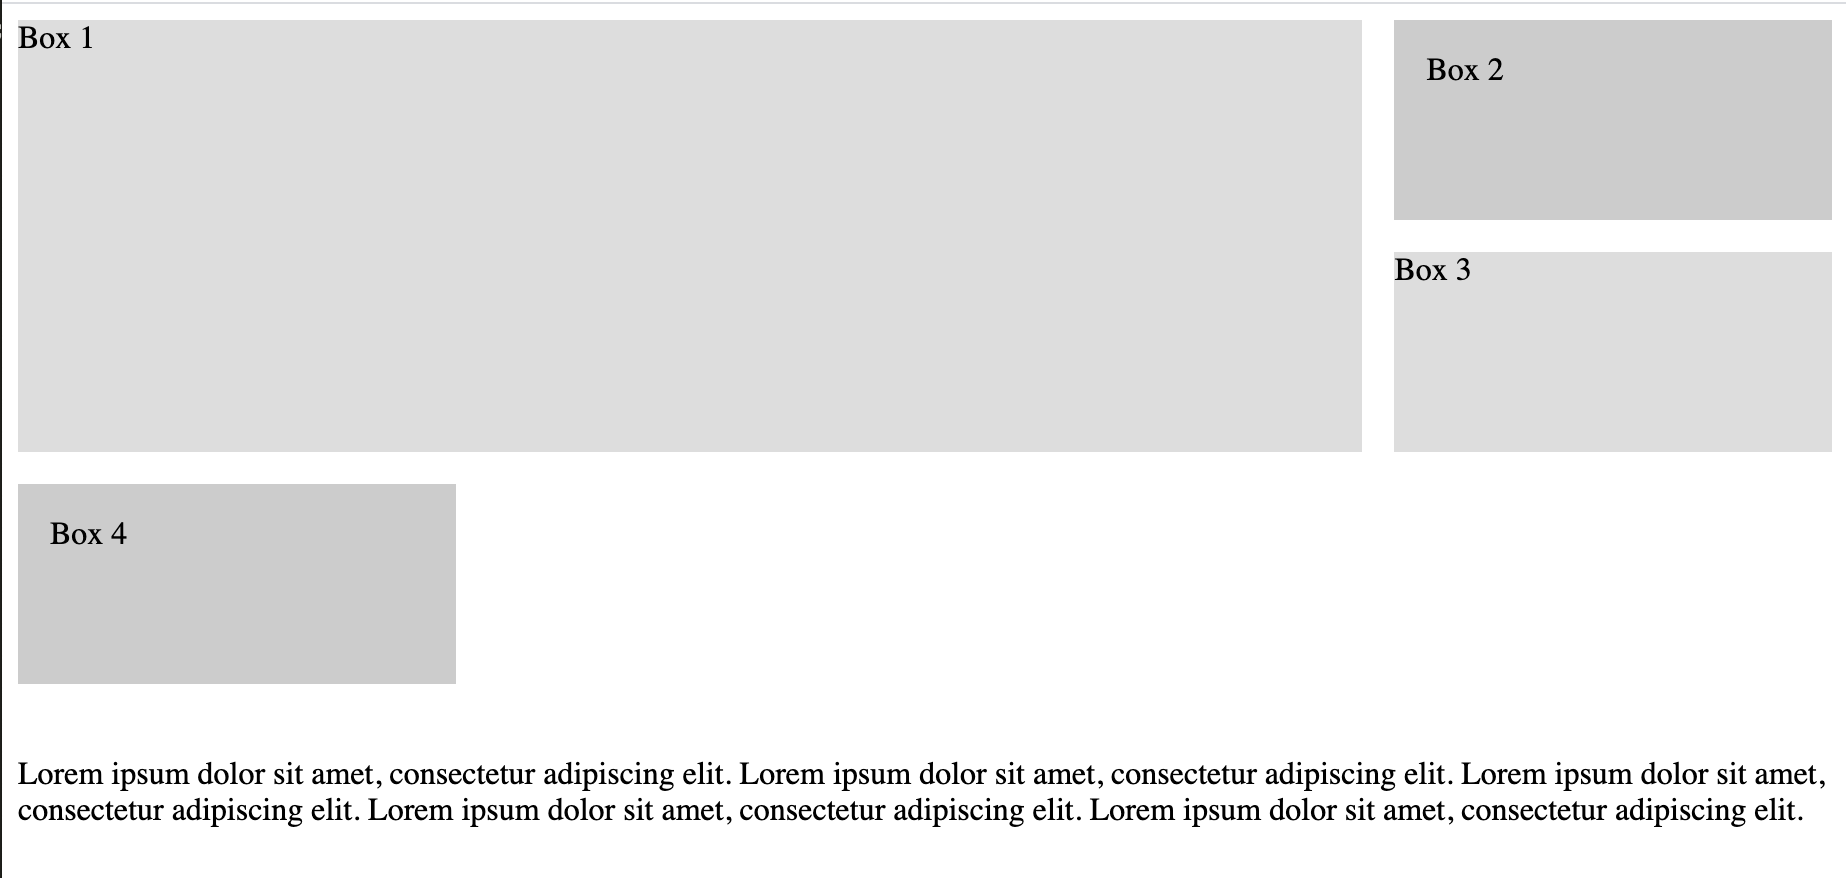 Box 1
Box 2
Box 3
Box 4
Lorem ipsum dolor sit amet, consectetur adipiscing elit. Lorem ipsum dolor sit amet, consectetur adipiscing elit. Lorem ipsum dolor sit amet,
consectetur adipiscing elit. Lorem ipsum dolor sit amet, consectetur adipiscing elit. Lorem ipsum dolor sit amet, consectetur adipiscing elit.